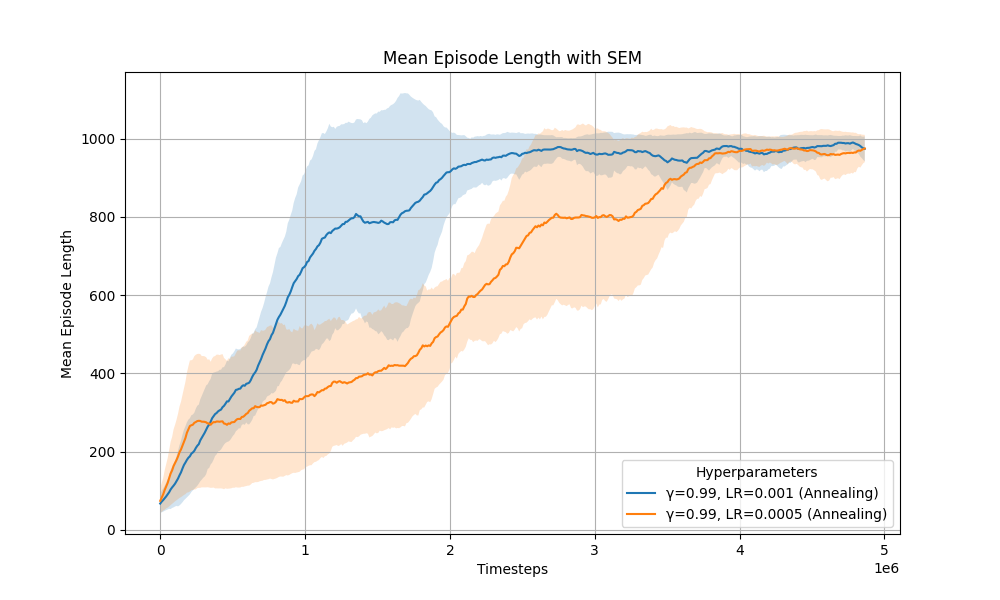 Mean Episode Length with SEM
Mean Episode Length
1000
800
600
400
200
0
0 1 2 3 4 5
1e6
Timesteps
Hyperparameters
γ=0.99, LR=0.001 (Annealing)
γ=0.99, LR=0.0005 (Annealing)